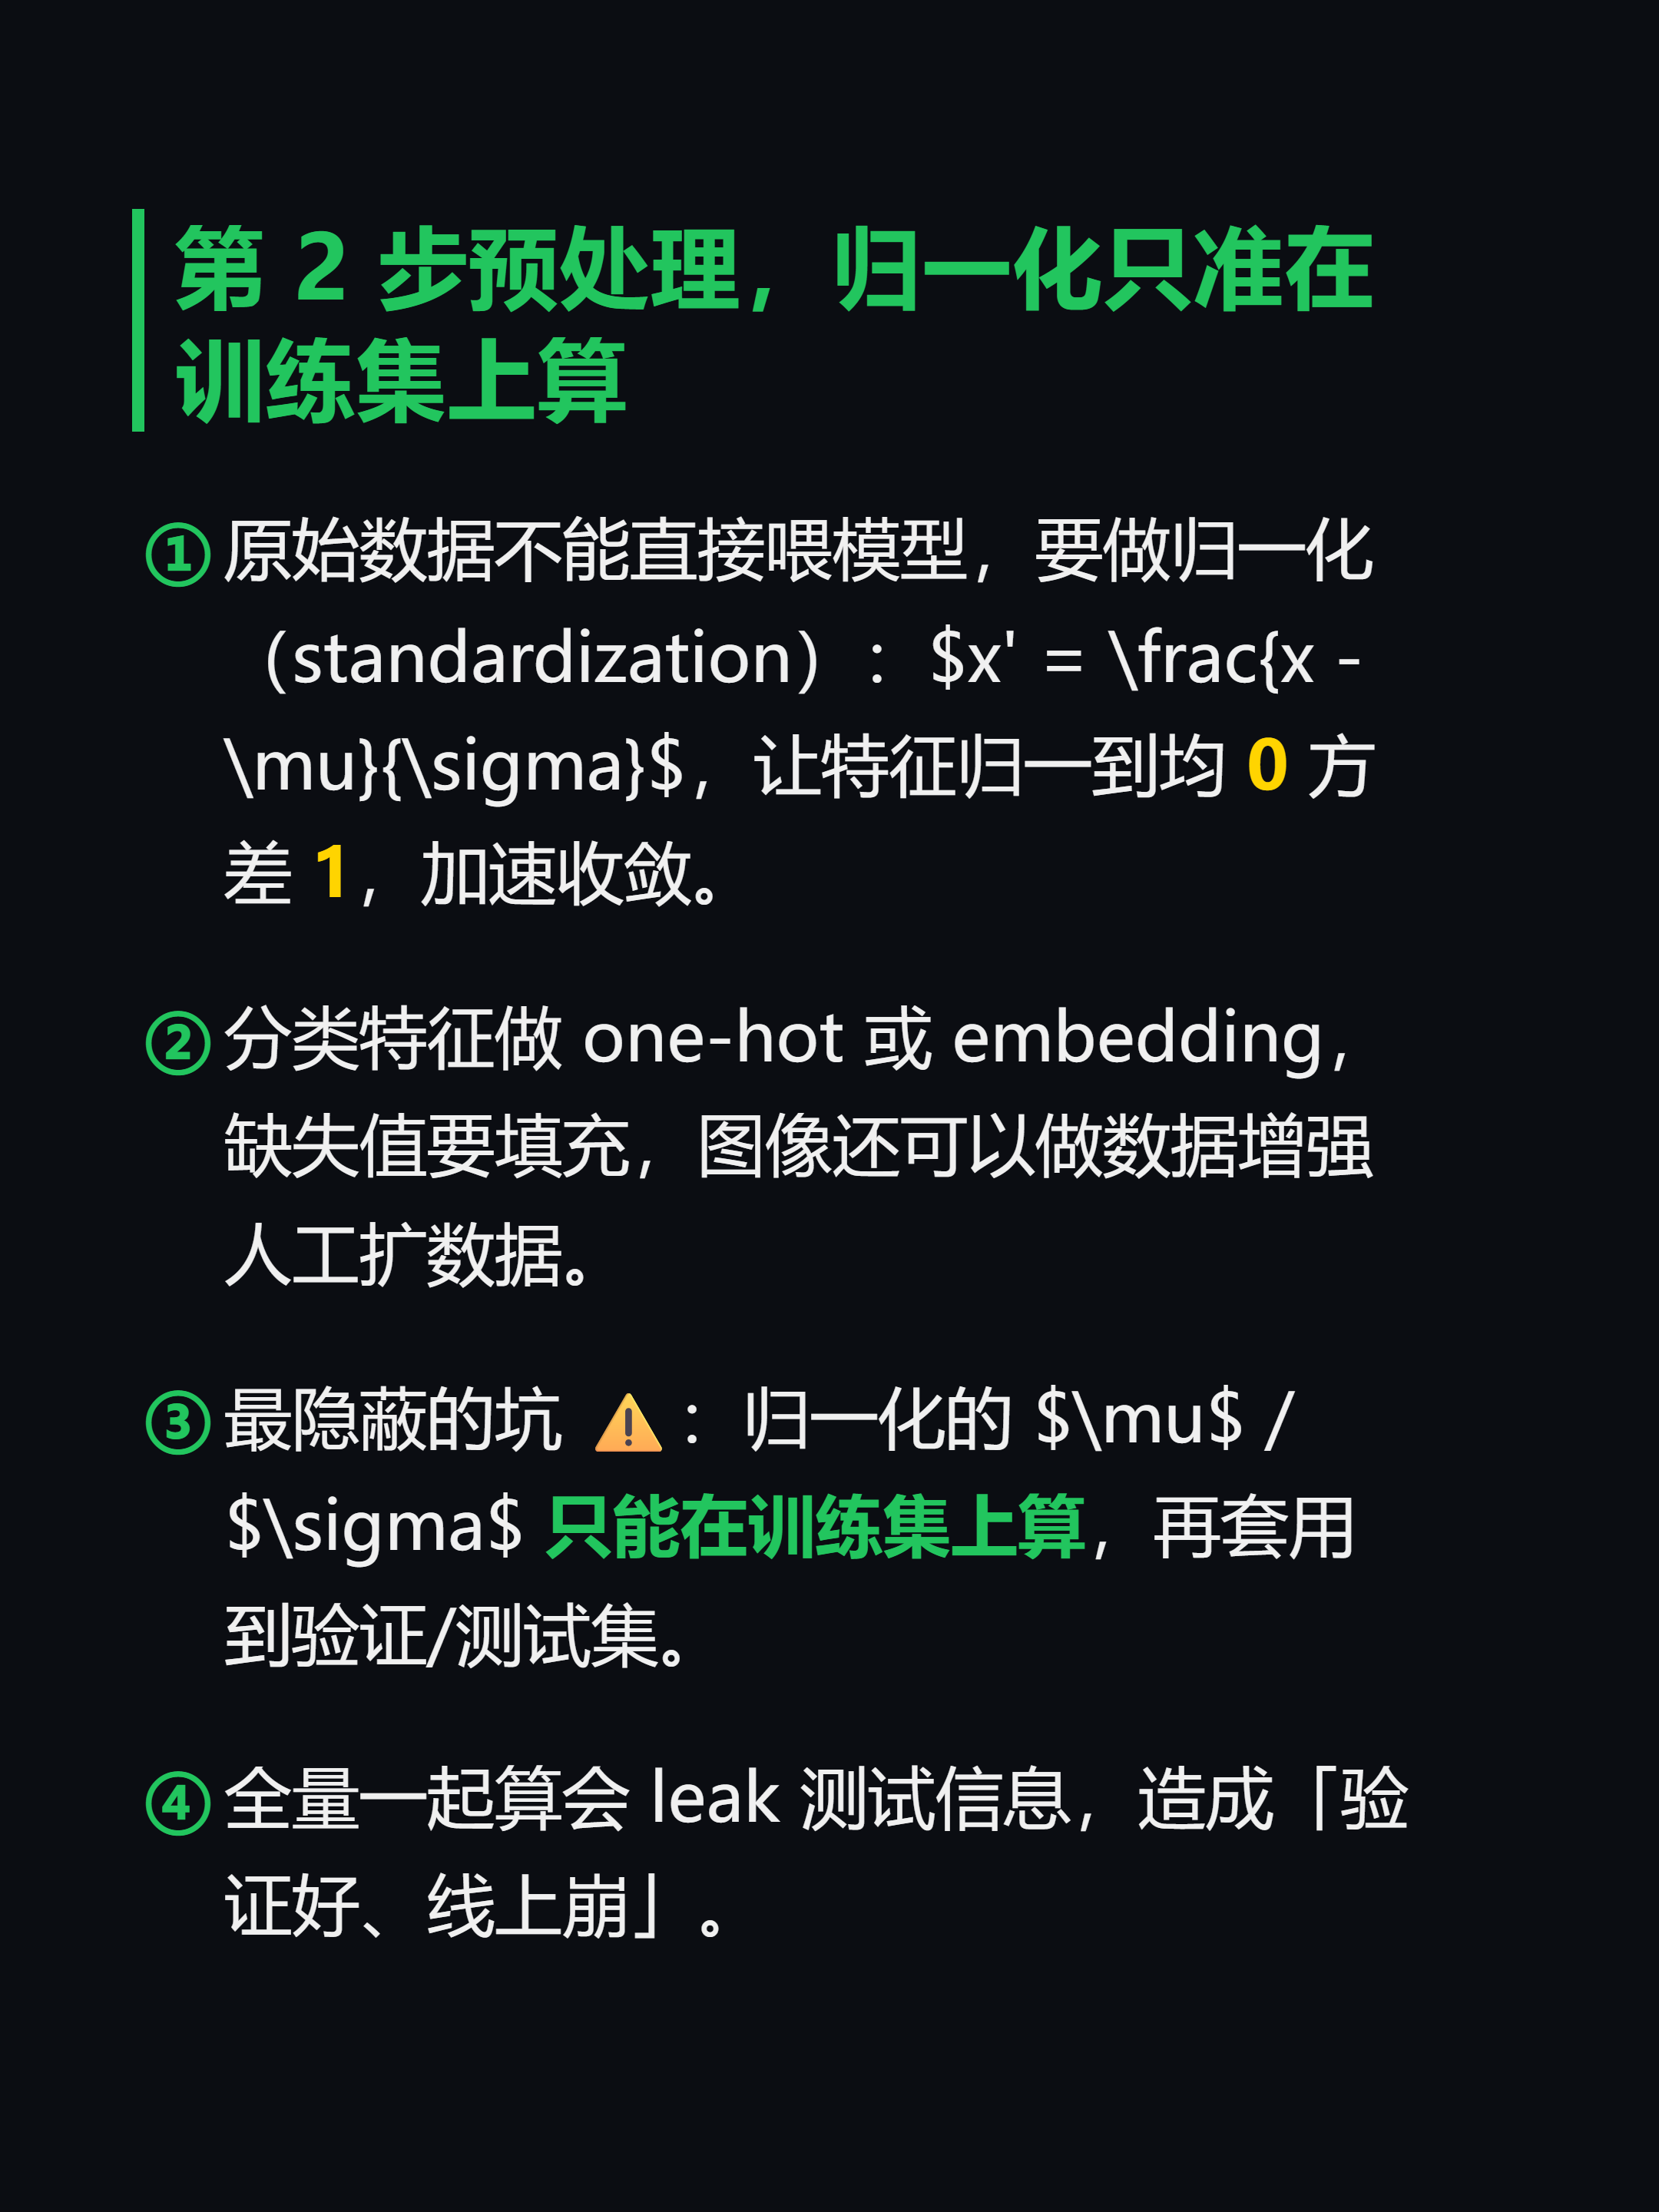 第 2 步预处理，归一化只准在
训练集上算
① 原始数据不能直接喂模型，要做归一化
（standardization）：$x' = \frac{x -
\mu}{\sigma}$，让特征归一到均 0 方
差 1，加速收敛。
② 分类特征做 one-hot 或 embedding，
缺失值要填充，图像还可以做数据增强
人工扩数据。
③ 最隐蔽的坑 ⚠️：归一化的 $\mu$ /
$\sigma$ 只能在训练集上算，再套用
到验证/测试集。
④ 全量一起算会 leak 测试信息，造成「验
证好、线上崩」。